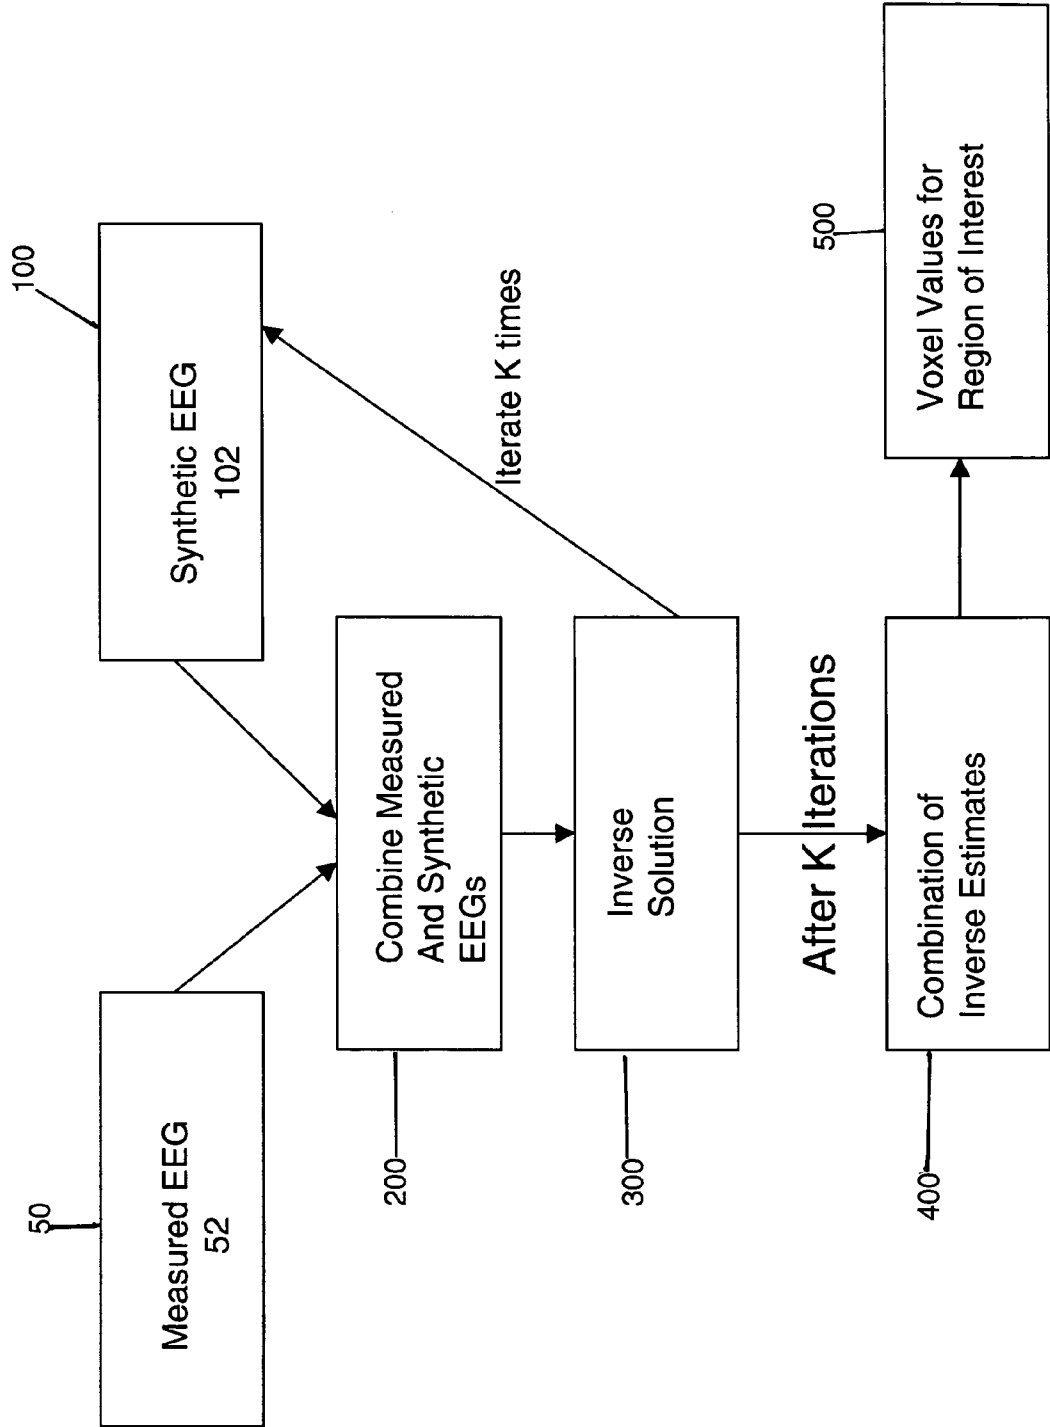 50
Measured EEG
52
100
Synthetic EEG
102
200
Combine Measured
And Synthetic
EEGs
Iterate K times
300
Inverse
Solution
After K Iterations
400
Combination of
Inverse Estimates
500
Voxel Values for
Region of Interest